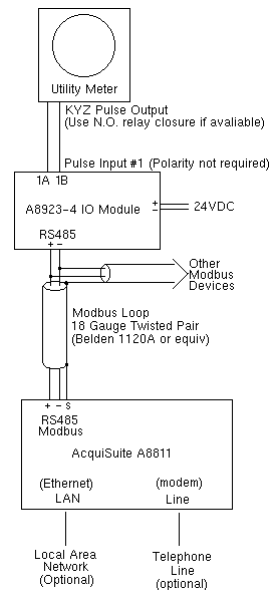 Utility Meter
KYZ Pulse Output
(Use N.O. relay closure if avaliable)
Pulse Input #1 (Polarity not required)
1A 1B
A8923-4 IO Module
+
-
24VDC
RS485
+ -
Other
Modbus
Devices
Modbus Loop
18 Gauge Twisted Pair
(Belden 1120A or equiv)
+ - s
RS485
Modbus
AcquiSuite A8811
(Ethernet)
LAN
(modem)
Line
Local Area
Network
(Optional)
Telephone
Line
(optional)